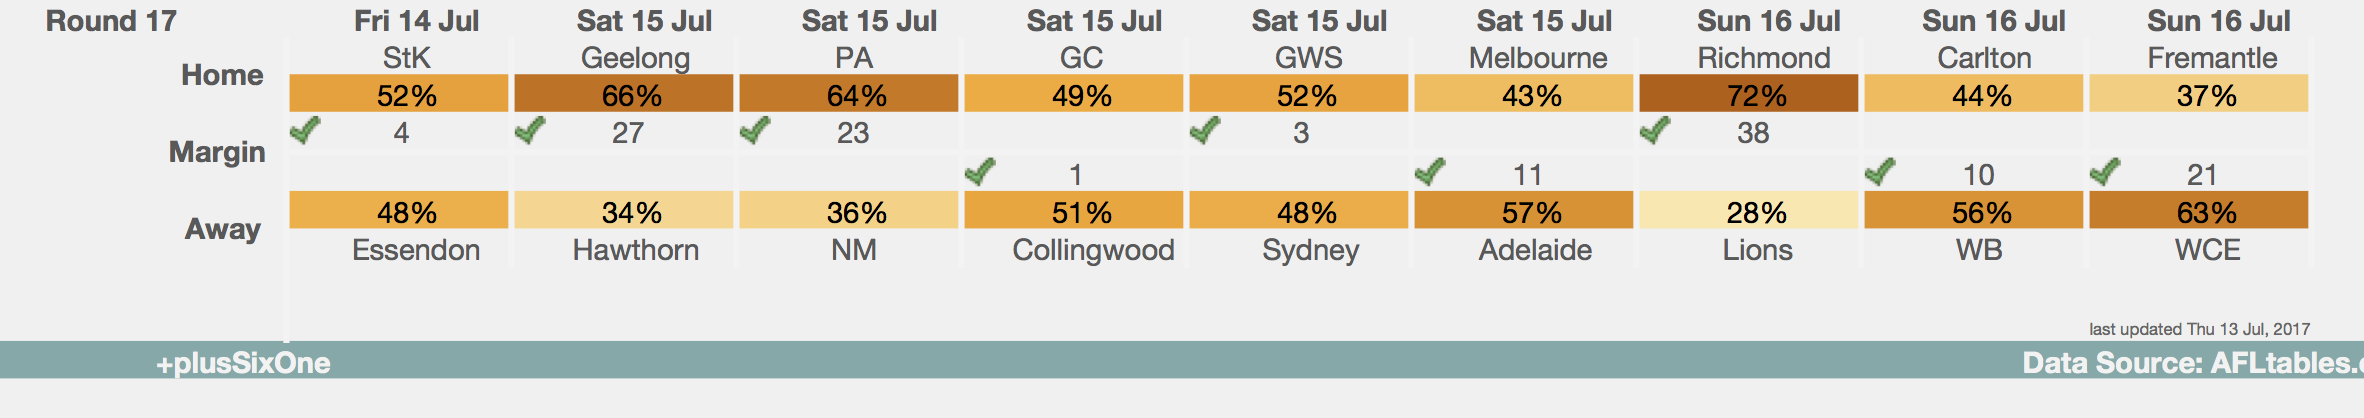 Round 17 Fri 14 Jul Sat 15 Jul Sat 15 Jul Sat 15 Jul Sat 15 Jul Sat 15 Jul Sun 16 Jul Sun 16 Jul Sun 16 Jul
StK Geelong PA GC GWS Melbourne Richmond Carlton Fremantle
Home
52% 66% 64% 49% 52% 43% 72% 44% 37%
4 27 23 3 38
Margin
1 11 10 21
48% 34% 36% 51% 48% 57% 28% 56% 63%
Away
Essendon Hawthorn NM Collingwood Sydney Adelaide Lions WB WCE
last updated Thu 13 Jul, 2017
+plusSixOne Data Source: AFLtables.